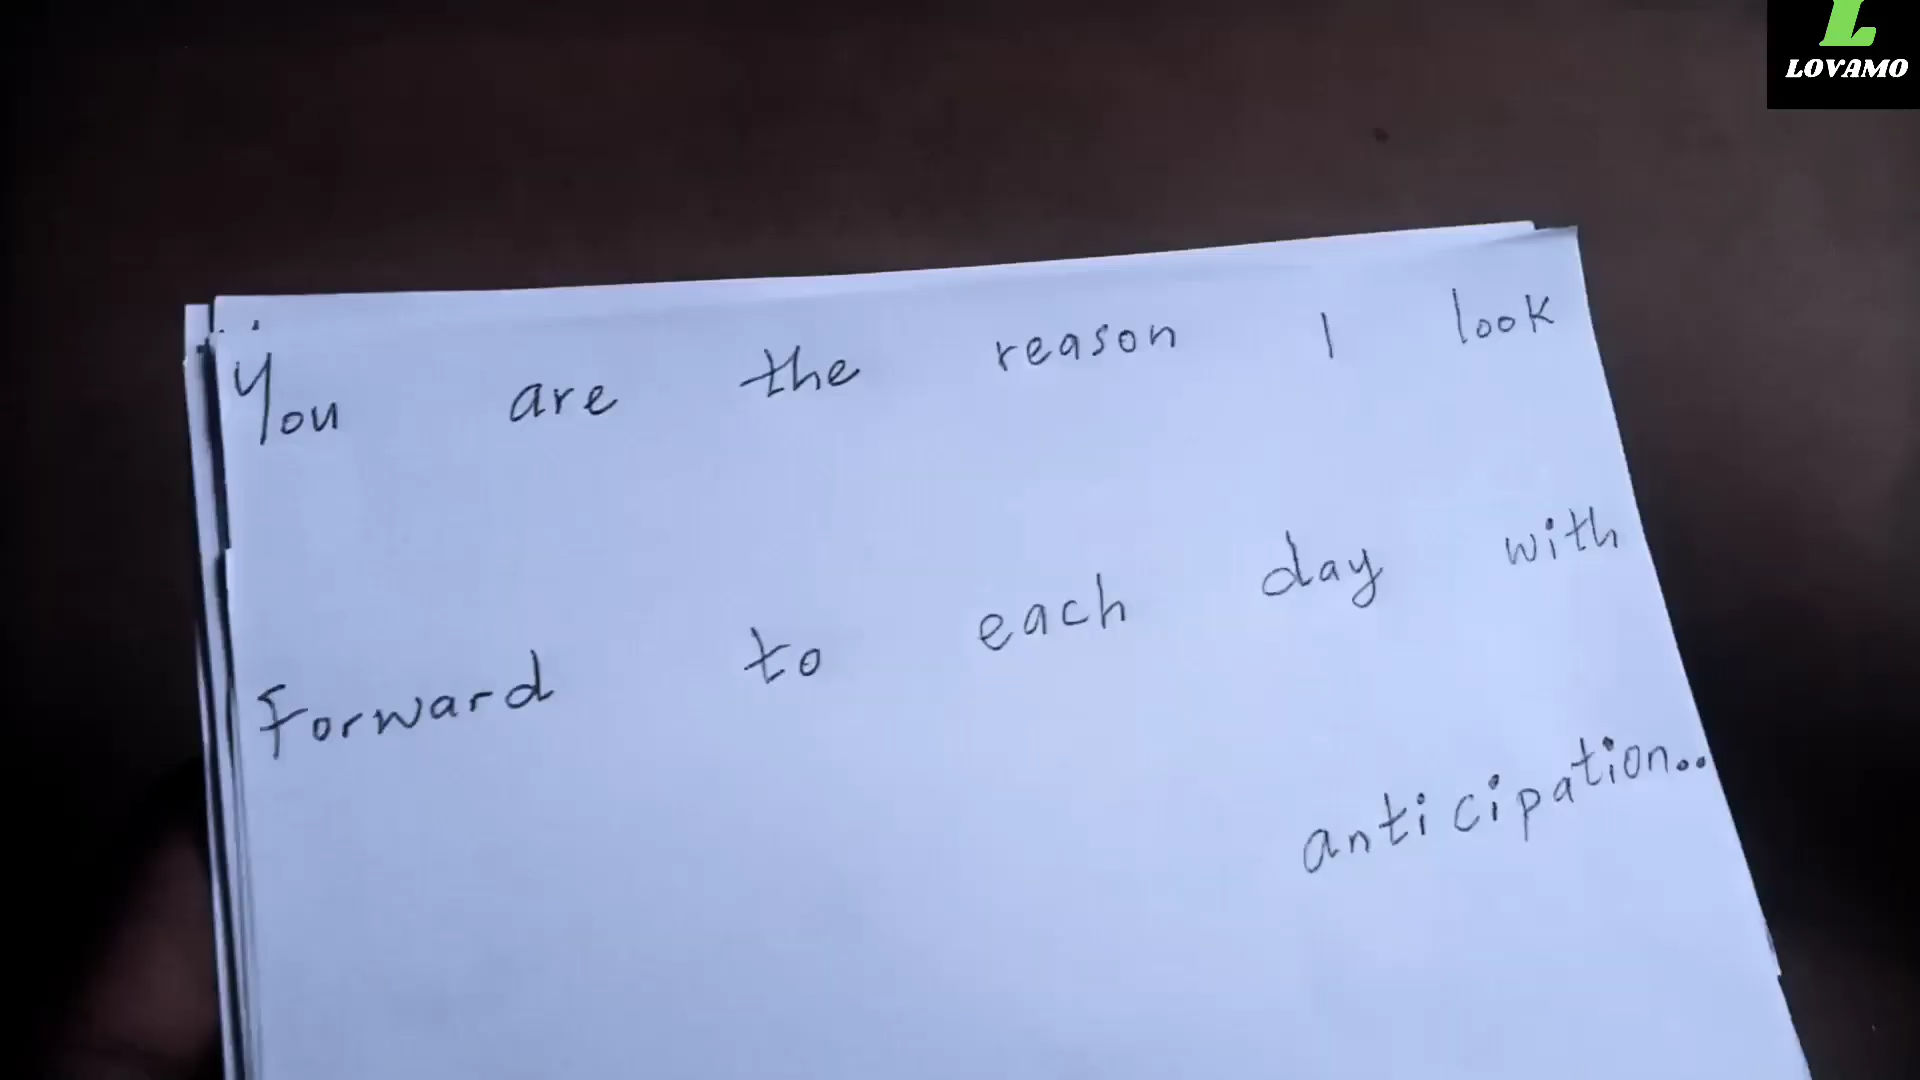 L
LOVAMO
You are the reason I look
Forward to each day with
anticipation..